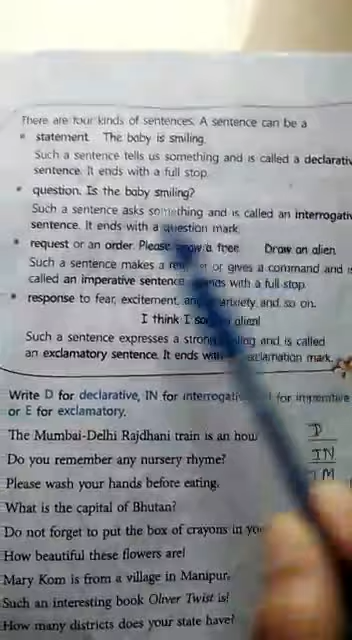 There are four kinds of sentences. A sentence can be a
• statement. The baby is smiling.
Such a sentence tells us something and is called a declarativ
sentence. It ends with a full stop.
• question. Is the baby smiling?
Such a sentence asks something and is called an interrogativ
sentence. It ends with a question mark.
• request or an order. Please a tree. Draw an alien.
Such a sentence makes a or gives a command and is
called an imperative sentence. ends with a full stop.
• response to fear, excitement, anxiety and so on.
I think I alien!
Such a sentence expresses a strong and is called
an exclamatory sentence. It ends exclamation mark.
Write D for declarative, IN for for imperative
or E for exclamatory.
The Mumbai-Delhi Rajdhani train is an hou D
Do you remember any nursery rhyme? IN
Please wash your hands before eating. IM
What is the capital of Bhutan?
Do not forget to put the box of crayons in
How beautiful these flowers are!
Mary Kom is from a village in Manipur.
Such an interesting book Oliver Twist is!
How many districts does your state have?